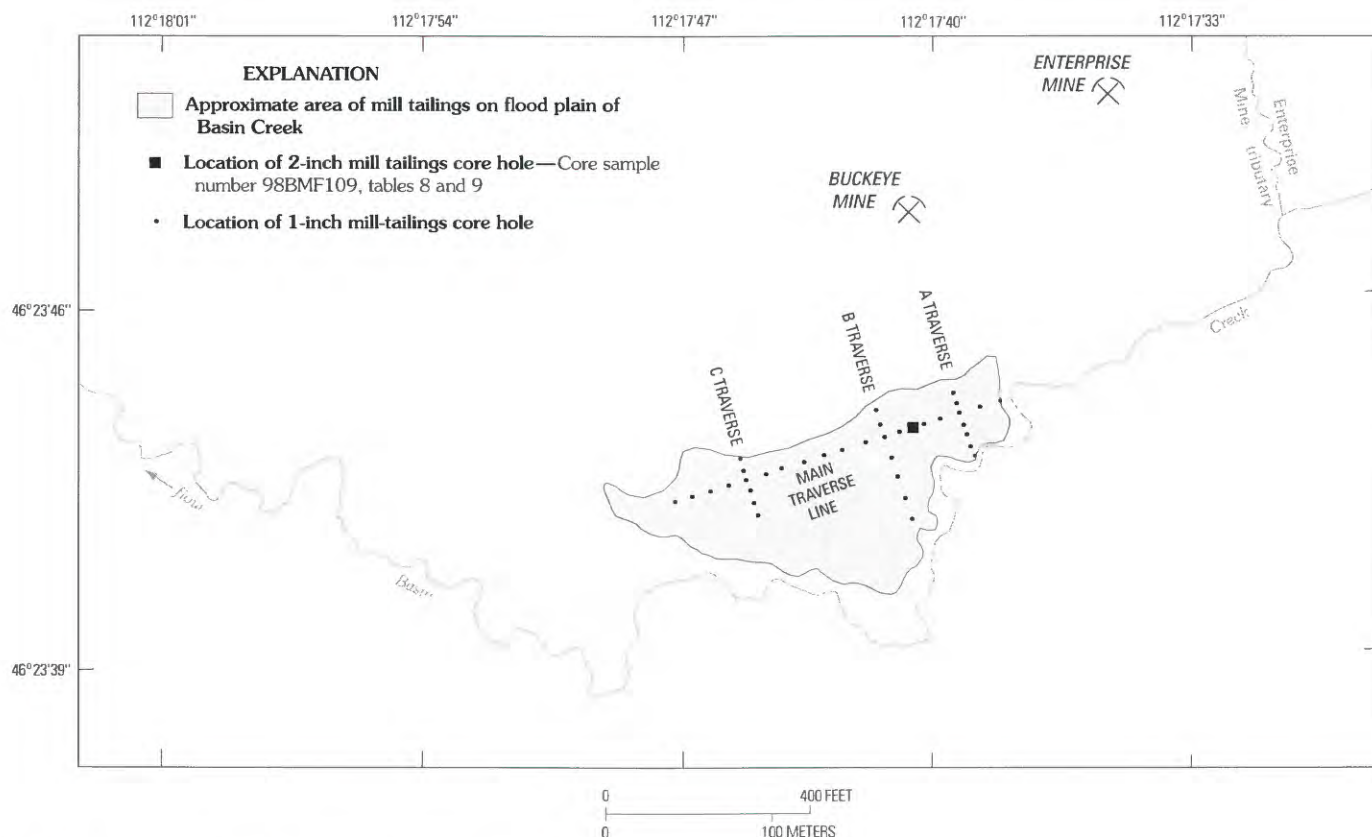 112°18'01" 112°17'54" 112°17'47" 112°17'40" 112°17'33"
EXPLANATION
Approximate area of mill tailings on flood plain of
Basin Creek
Location of 2-inch mill tailings core hole—Core sample
number 98BMF109, tables 8 and 9
Location of 1-inch mill-tailings core hole
ENTERPRISE
MINE
BUCKEYE
MINE
Enterprise
Mine tributary
46°23'46"
Creek
A TRAVERSE
B TRAVERSE
C TRAVERSE
MAIN
TRAVERSE
LINE
flow
Basin
46°23'39"
0 400 FEET
0 100 METERS